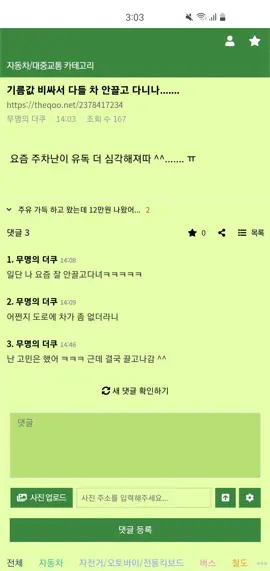 3:03
자동차/대중교통 카테고리
기름값 비싸서 다들 차 안끌고 다니나.......
https://theqoo.net/2378417234
무명의 더쿠 14:03 조회 수 167
요즘 주차난이 유독 더 심각해져따 ^^....... ㅠ
주유 가득 하고 왔는데 12만원 나왔어... 2
댓글 3
0
목록
1. 무명의 더쿠 14:08
일단 나 요즘 잘 안끌고다녀ㅋㅋㅋㅋㅋ
2. 무명의 더쿠 14:09
어쩐지 도로에 차가 좀 없더라니
3. 무명의 더쿠 14:46
난 고민은 했어 ㅋㅋㅋ 근데 결국 끌고나감 ^^
새 댓글 확인하기
댓글
사진 업로드
사진 주소를 입력해주세요...
댓글 등록
전체 자동차 자전거/오토바이/전동킥보드 버스 철도